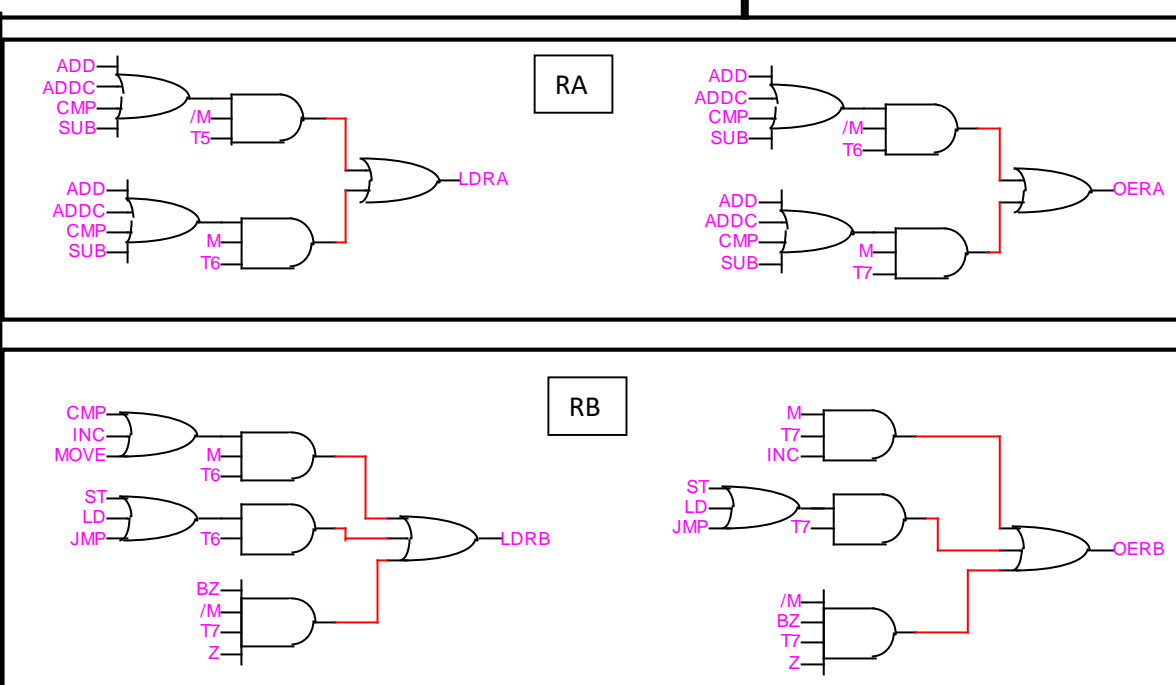 RA
ADD
ADDC
CMP
SUB
/M
T5
ADD
ADDC
CMP
SUB
M
T6
LDRA
ADD
ADDC
CMP
SUB
/M
T6
ADD
ADDC
CMP
SUB
M
T7
OERA
RB
CMP
INC
MOVE
M
T6
ST
LD
JMP
T6
BZ
/M
T7
Z
LDRB
M
T7
INC
ST
LD
JMP
T7
/M
BZ
T7
Z
OERB